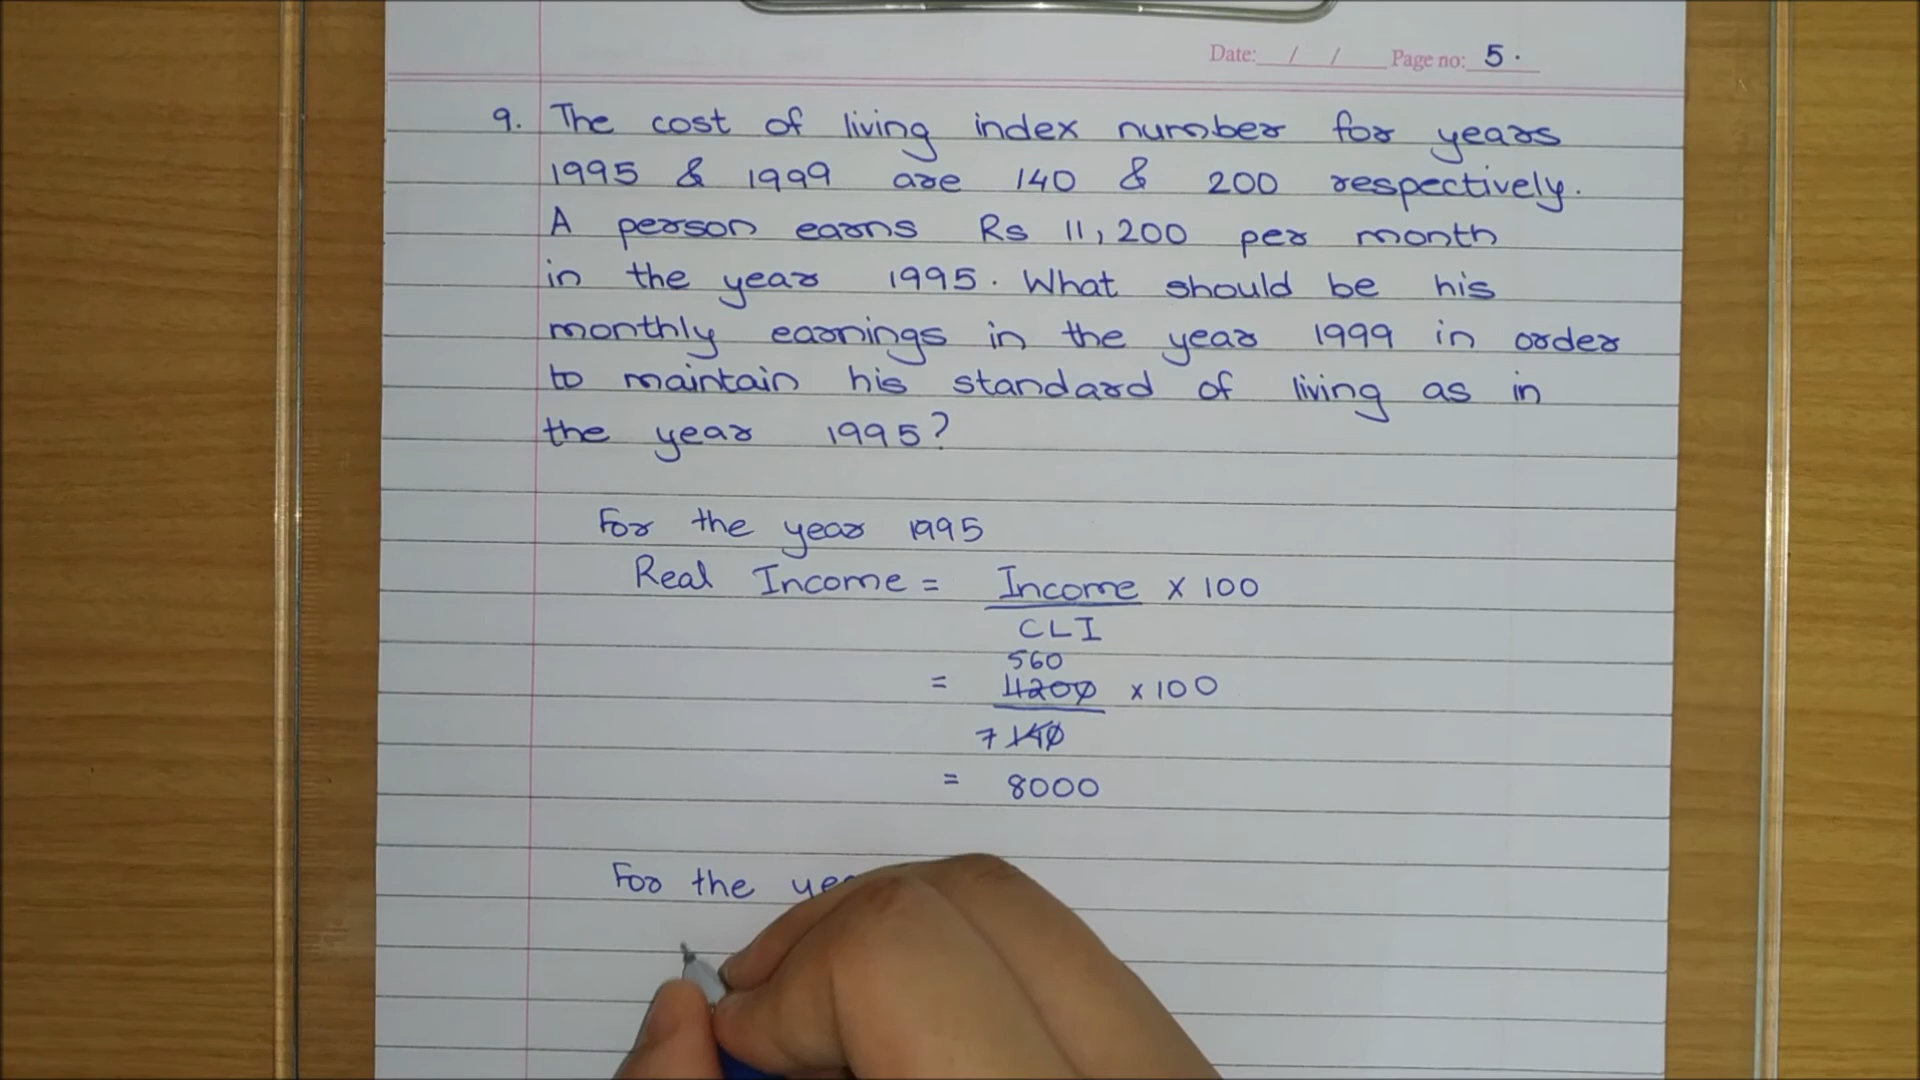 Date: / / Page no: 5.
9. The cost of living index number for years
1995 & 1999 are 140 & 200 respectively.
A person earns Rs 11,200 per month
in the year 1995. What should be his
monthly earnings in the year 1999 in order
to maintain his standard of living as in
the year 1995?
For the year 1995
Real Income = Income × 100
CLI
560
= 11200 × 100
7 140
= 8000
For the